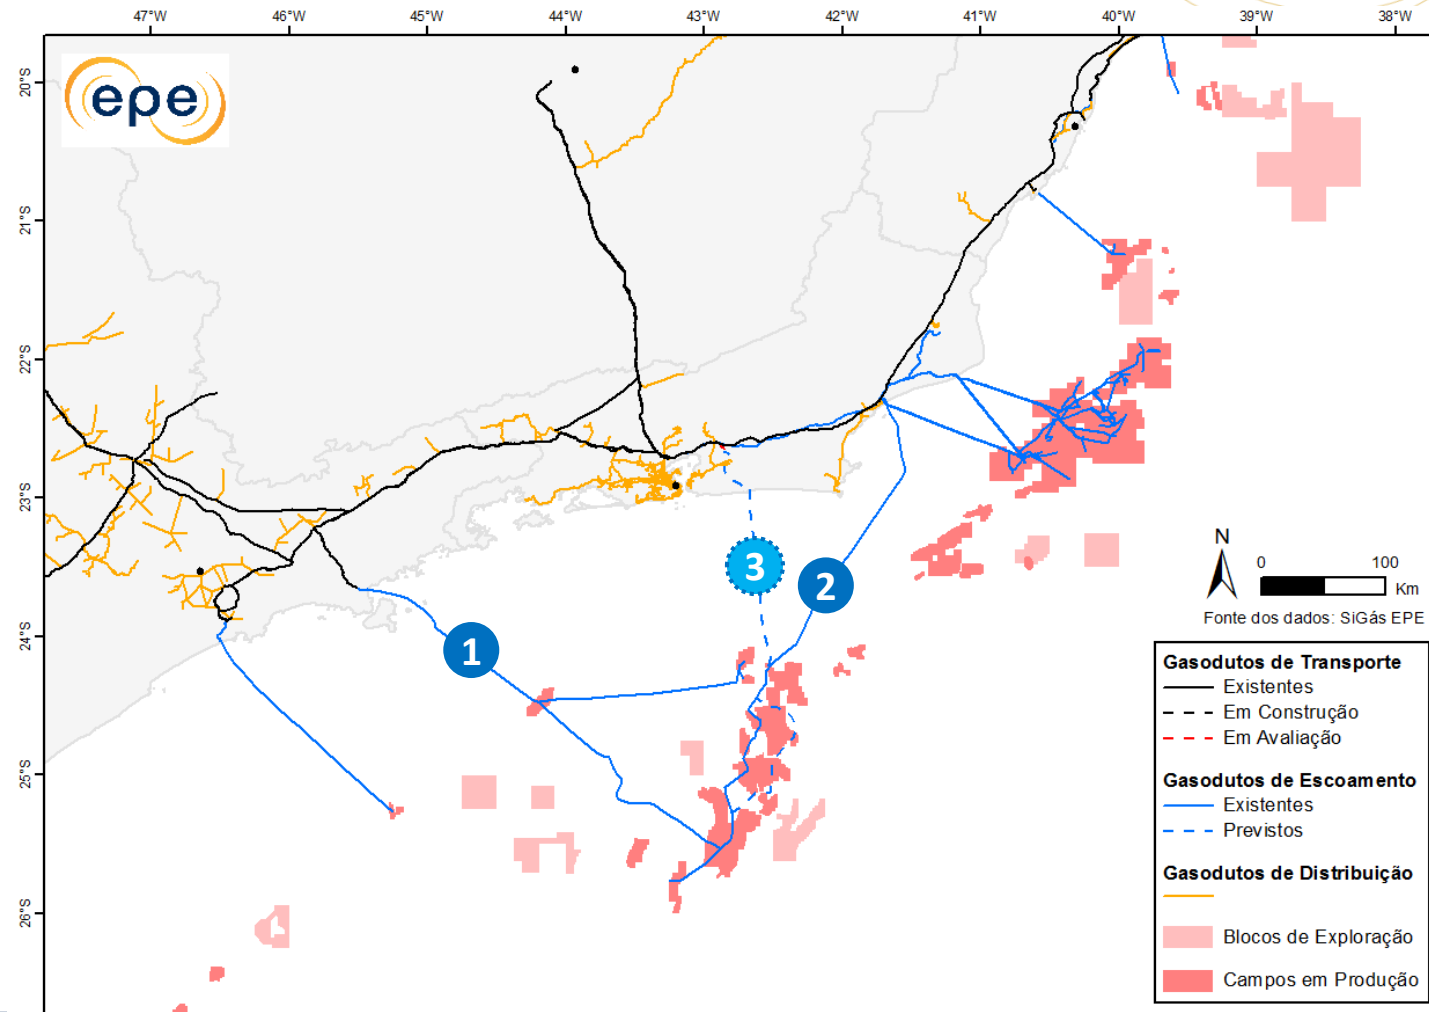 47°W 46°W 45°W 44°W 43°W 42°W 41°W 40°W 39°W 38°W
epe
20°S
21°S
22°S
23°S
24°S
25°S
26°S
3
2
1
N
0 100
Km
Fonte dos dados: SiGás EPE
Gasodutos de Transporte
Existentes
Em Construção
Em Avaliação
Gasodutos de Escoamento
Existentes
Previstos
Gasodutos de Distribuição
Blocos de Exploração
Campos em Produção